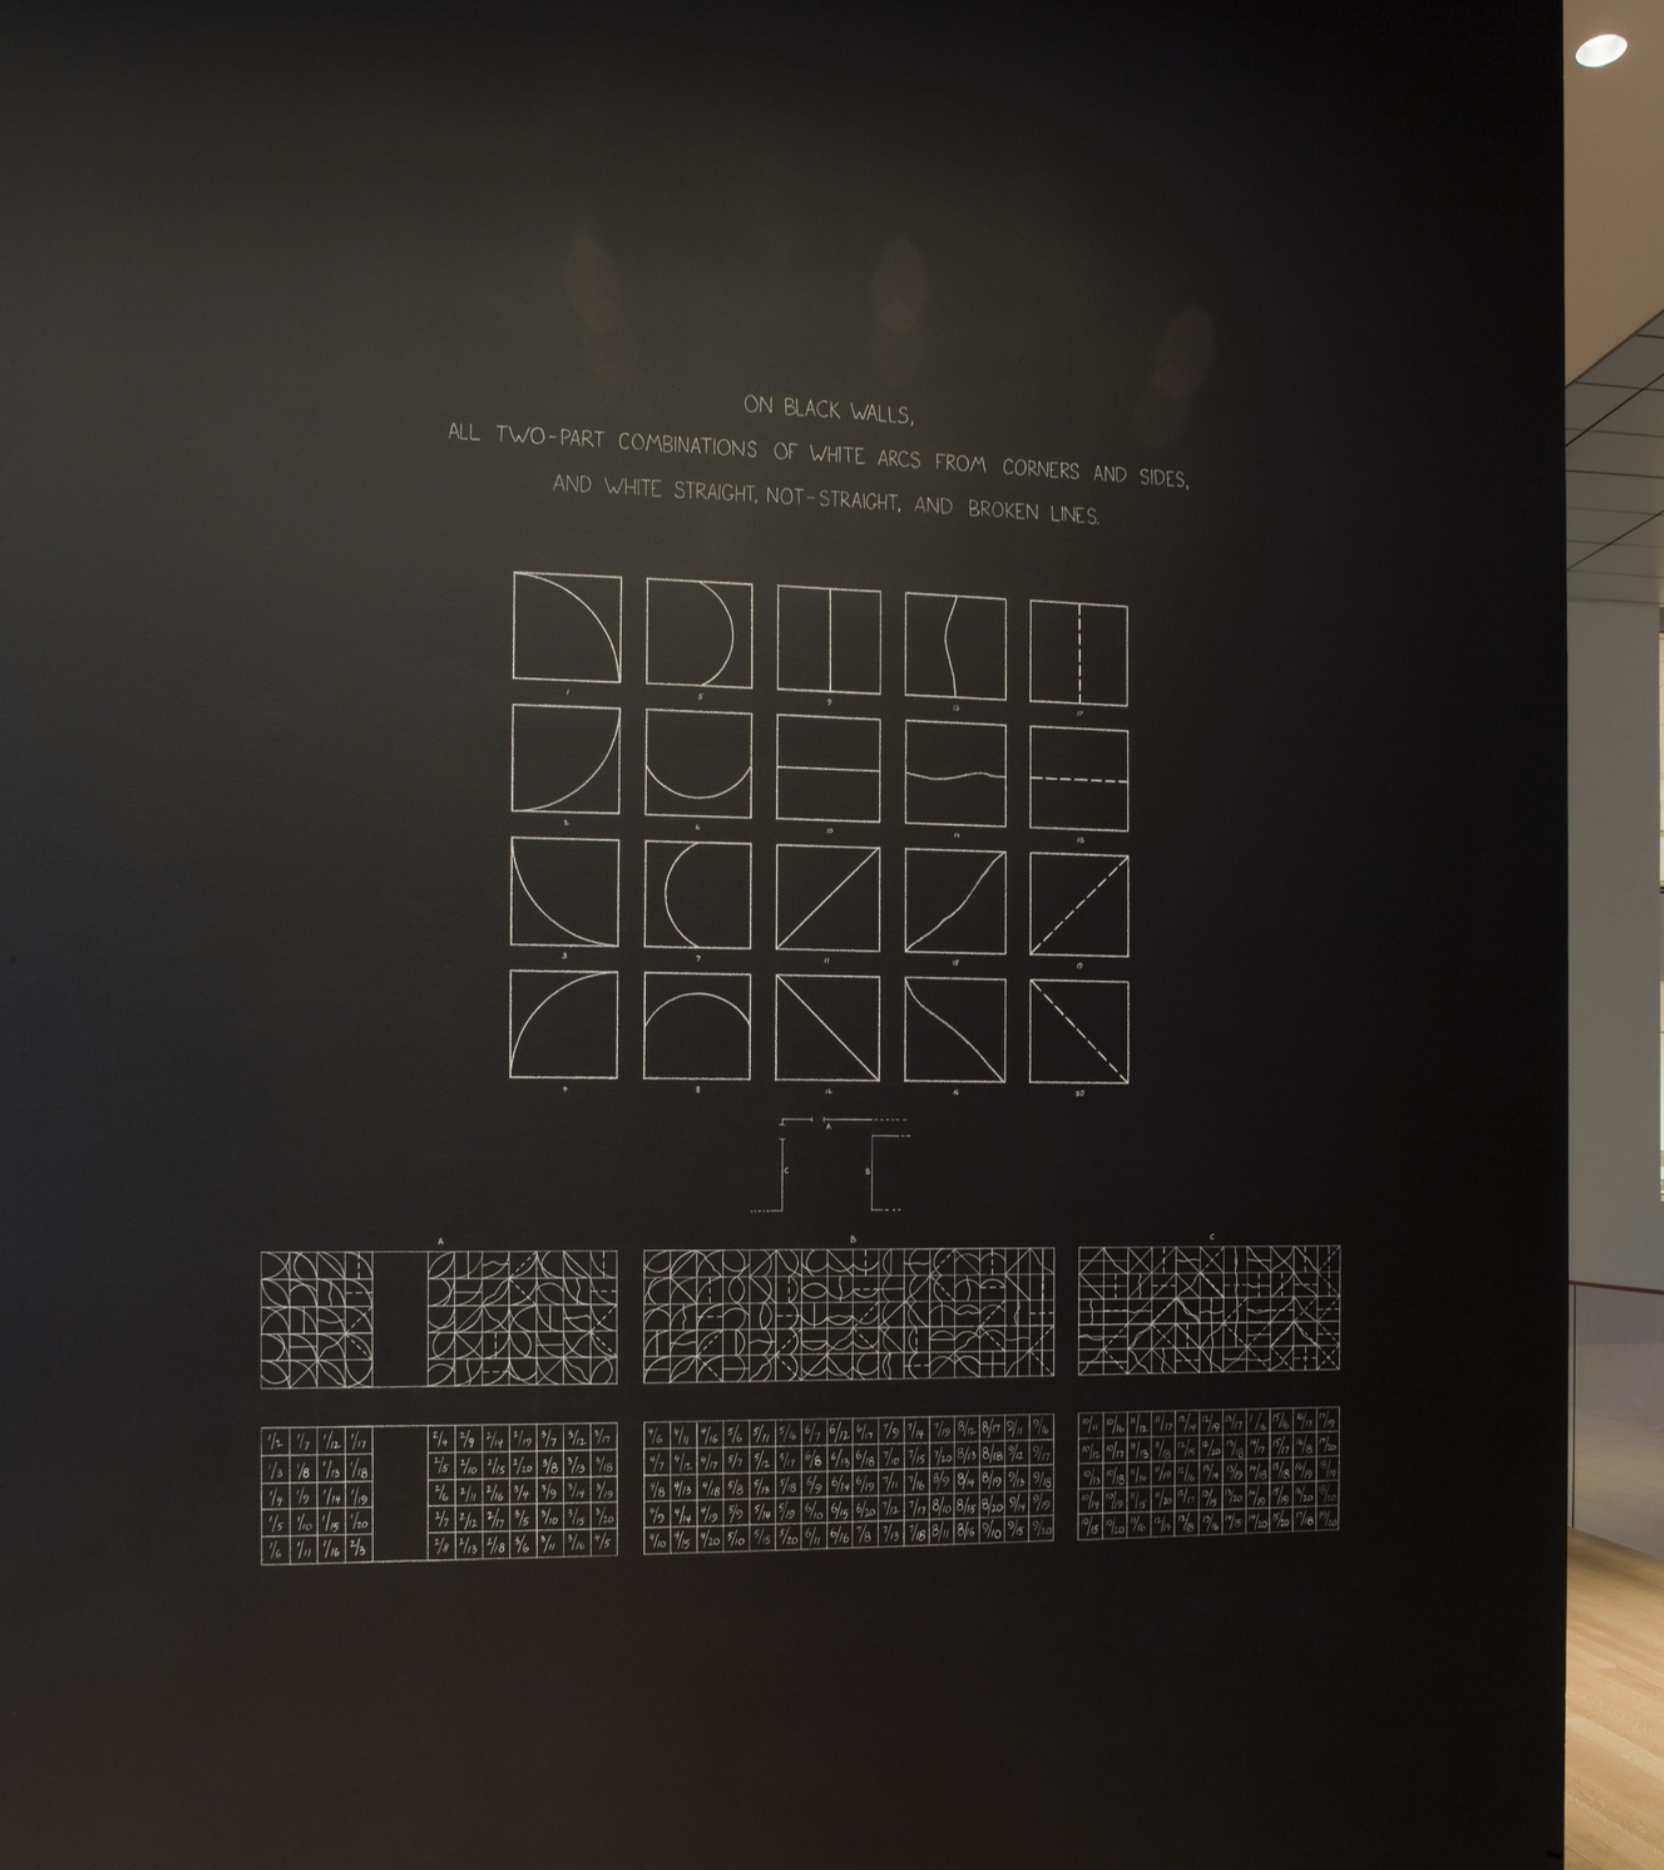 ON BLACK WALLS,
ALL TWO-PART COMBINATIONS OF WHITE ARCS FROM CORNERS AND SIDES,
AND WHITE STRAIGHT, NOT-STRAIGHT, AND BROKEN LINES.
1 5 9 13 17
2 6 10 14 18
3 7 11 15 19
4 8 12 16 20
A
C B
A B C
1/2 1/7 1/12 1/17 2/4 2/9 2/14 2/19 3/7 3/12 3/17 4/6 4/11 4/16 5/6 5/11 5/16 6/7 6/12 6/17 7/9 7/14 7/19 8/12 8/17 9/11 9/16 10/11 10/16 11/12 11/17 12/14 12/19 13/17 15/16 16/17 17/19
1/3 1/8 1/13 1/18 2/5 2/10 2/15 2/20 3/8 3/13 3/18 4/7 4/12 4/17 5/7 5/12 5/17 6/8 6/13 6/18 7/10 7/15 7/20 8/13 8/18 9/12 9/17 10/12 10/17 11/13 11/18 12/15 12/20 13/18 14/17 15/17 16/18 17/20
1/4 1/9 1/14 1/19 2/6 2/11 2/16 3/4 3/9 3/14 3/19 4/8 4/13 4/18 5/8 5/13 5/18 6/9 6/14 6/19 7/11 7/16 8/9 8/14 8/19 9/13 9/18 10/13 10/18 11/14 11/19 12/16 13/14 13/19 14/18 15/18 16/19 18/19
1/5 1/10 1/15 1/20 2/7 2/12 2/17 3/5 3/10 3/15 3/20 4/9 4/14 4/19 5/9 5/14 5/19 6/10 6/15 6/20 7/12 7/17 8/10 8/15 8/20 9/14 9/19 10/14 10/19 11/15 11/20 12/17 13/15 13/20 14/19 15/19 16/20 18/20
1/6 1/11 1/16 2/3 2/8 2/13 2/18 3/6 3/11 3/16 4/5 4/10 4/15 4/20 5/10 5/15 5/20 6/11 6/16 7/8 7/13 7/18 8/11 8/16 9/10 9/15 9/20 10/15 10/20 11/16 12/13 12/18 13/16 14/15 14/20 15/20 17/18 19/20